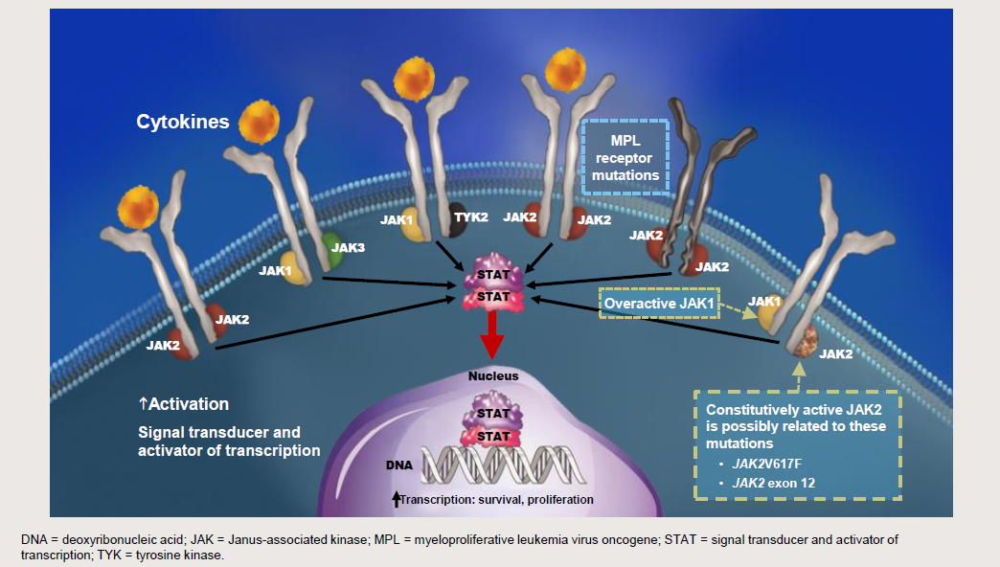 Cytokines
MPL
receptor
mutations
JAK1
TYK2
JAK2
JAK2
JAK2
JAK3
JAK2
JAK1
STAT
STAT
Overactive JAK1
JAK1
JAK2
JAK2
JAK2
Nucleus
↑Activation
Signal transducer and
activator of transcription
STAT
STAT
DNA
↑Transcription: survival, proliferation
Constitutively active JAK2
is possibly related to these
mutations
• JAK2V617F
• JAK2 exon 12
DNA = deoxyribonucleic acid; JAK = Janus-associated kinase; MPL = myeloproliferative leukemia virus oncogene; STAT = signal transducer and activator of
transcription; TYK = tyrosine kinase.